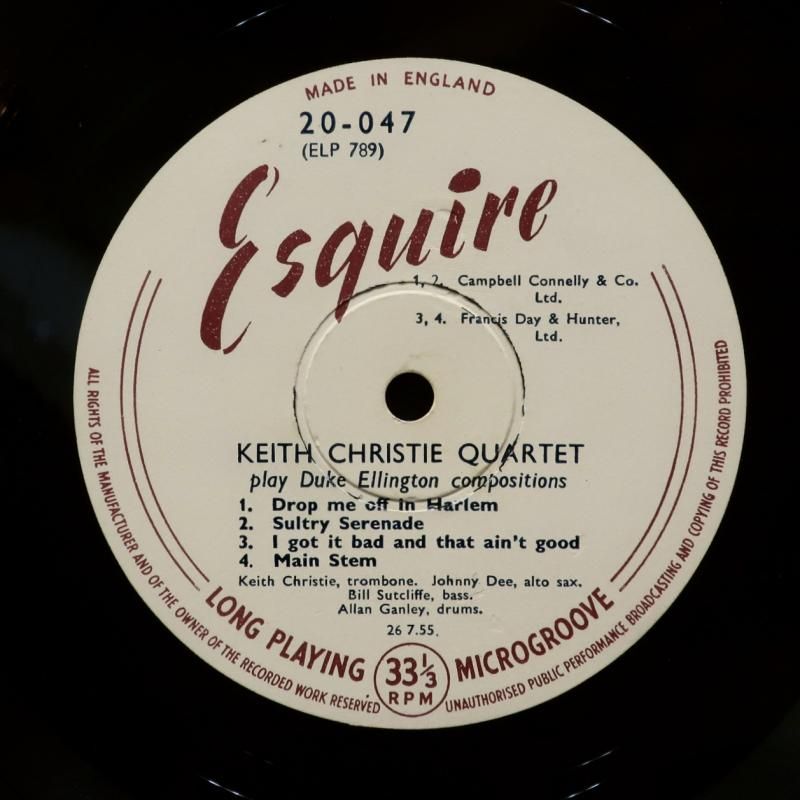 MADE IN ENGLAND
20-047
(ELP 789)
Esquire
1, 2. Campbell Connelly & Co.
Ltd.
3, 4. Francis Day & Hunter,
Ltd.
KEITH CHRISTIE QUARTET
play Duke Ellington compositions
1. Drop me off in Harlem
2. Sultry Serenade
3. I got it bad and that ain't good
4. Main Stem
Keith Christie, trombone. Johnny Dee, alto sax.
Bill Sutcliffe, bass.
Allan Ganley, drums.
26 7.55.
LONG PLAYING 33⅓ RPM MICROGROOVE
ALL RIGHTS OF THE MANUFACTURER AND OF THE OWNER OF THE RECORDED WORK RESERVED
UNAUTHORISED PUBLIC PERFORMANCE BROADCASTING AND COPYING OF THIS RECORD PROHIBITED